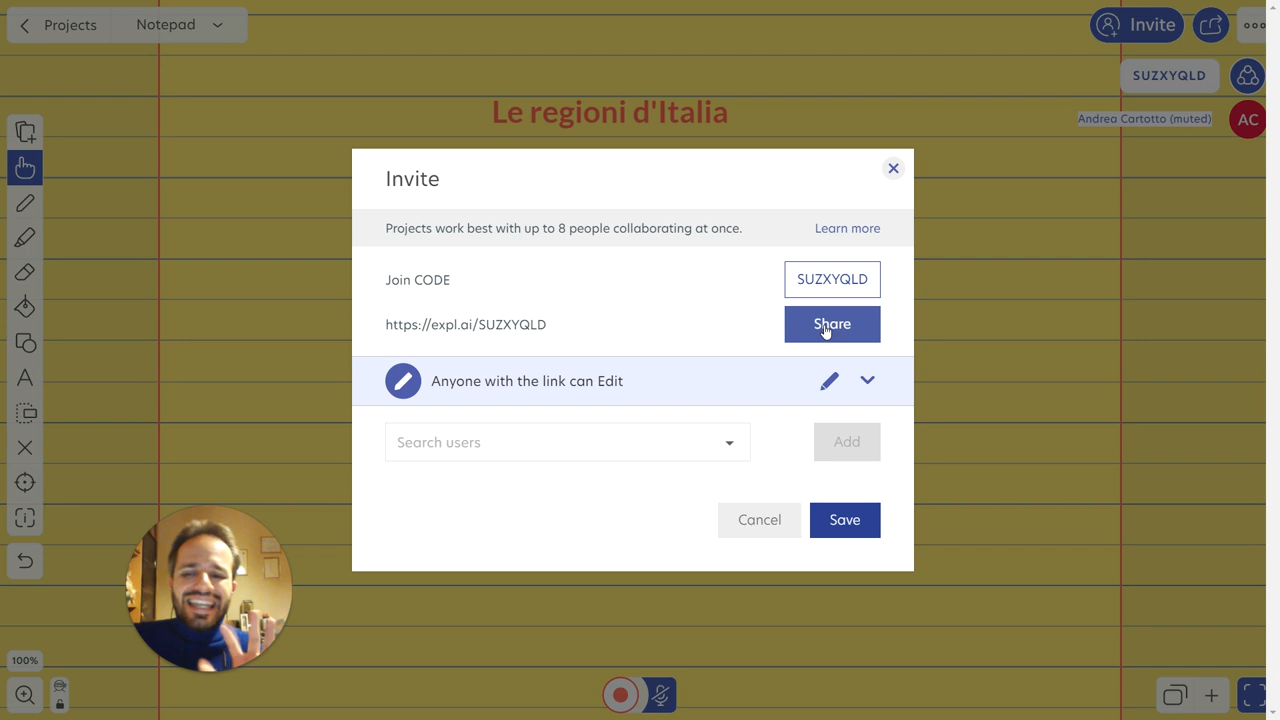 Projects
Notepad
Invite
SUZXYQLD
Andrea Cartotto (muted)
AC
Le regioni d'Italia
Invite
Projects work best with up to 8 people collaborating at once.
Learn more
Join CODE
SUZXYQLD
https://expl.ai/SUZXYQLD
Share
Anyone with the link can Edit
Search users
Add
Cancel
Save
A
100%